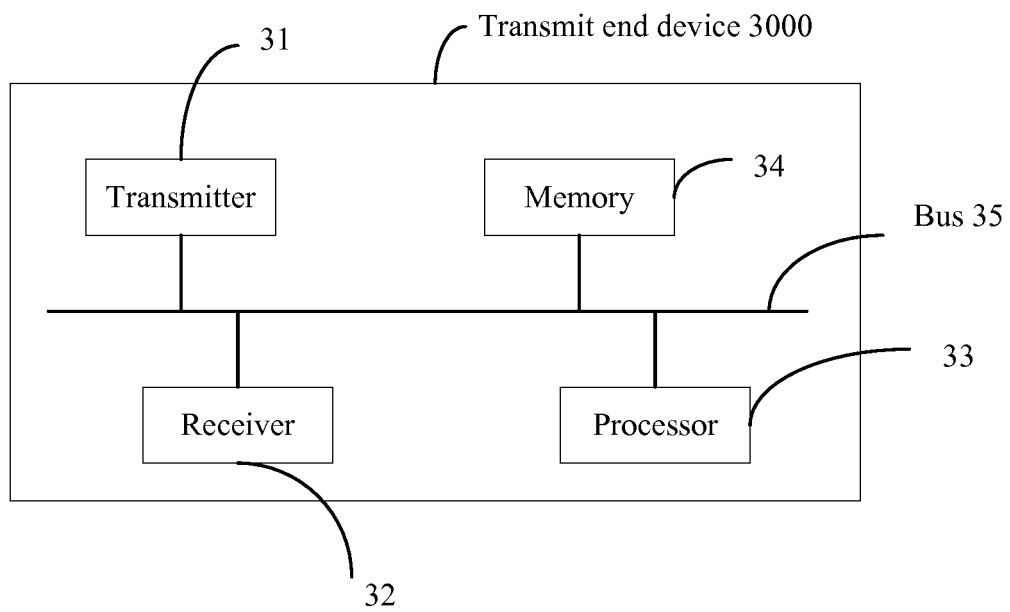 Transmit end device 3000
31
34
Transmitter
Memory
Bus 35
33
Receiver
Processor
32